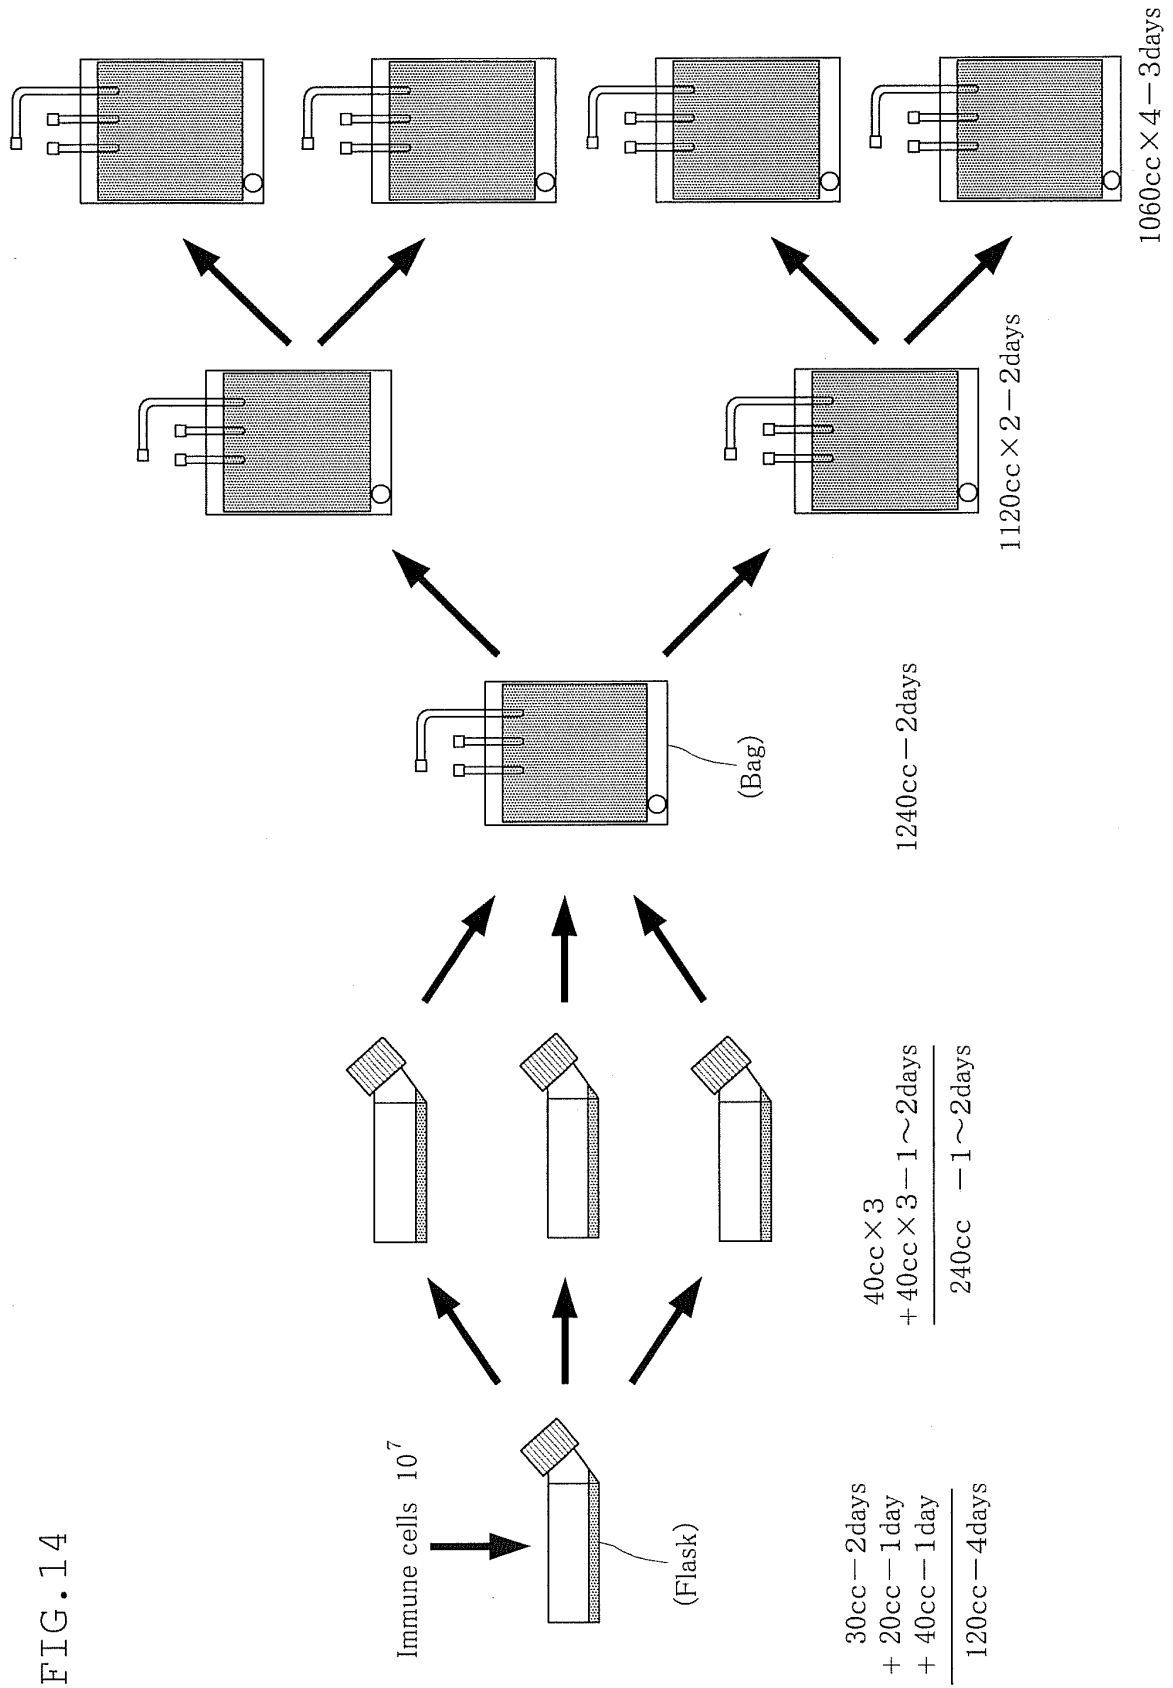 FIG.14
Immune cells 10⁷
(Flask)
30cc−2days
+20cc−1day
+40cc−1day
120cc−4days
40cc×3
+40cc×3−1～2days
240cc −1～2days
(Bag)
1240cc−2days
1120cc×2−2days
1060cc×4−3days